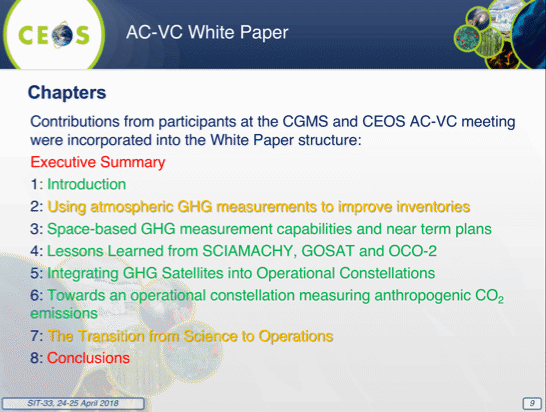 CEOS
AC-VC White Paper
Chapters
Contributions from participants at the CGMS and CEOS AC-VC meeting
were incorporated into the White Paper structure:
Executive Summary
1: Introduction
2: Using atmospheric GHG measurements to improve inventories
3: Space-based GHG measurement capabilities and near term plans
4: Lessons Learned from SCIAMACHY, GOSAT and OCO-2
5: Integrating GHG Satellites into Operational Constellations
6: Towards an operational constellation measuring anthropogenic CO₂
emissions
7: The Transition from Science to Operations
8: Conclusions
SIT-33, 24-25 April 2018
9